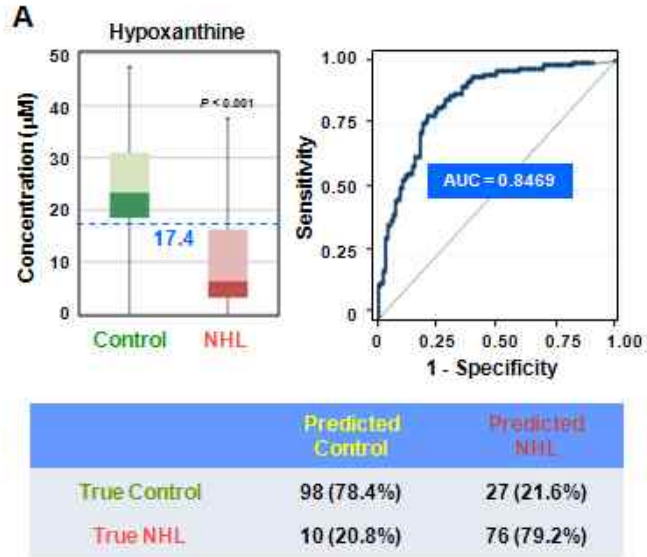 A
Hypoxanthine
Concentration (μM)
50
40
30
20
10
0
P < 0.001
17.4
Control
NHL
Sensitivity
1.00
0.75
0.50
0.25
0
AUC = 0.8469
0
0.25
0.50
0.75
1.00
1 - Specificity
Predicted Control
Predicted NHL
True Control 98 (78.4%) 27 (21.6%)
True NHL 10 (20.8%) 76 (79.2%)